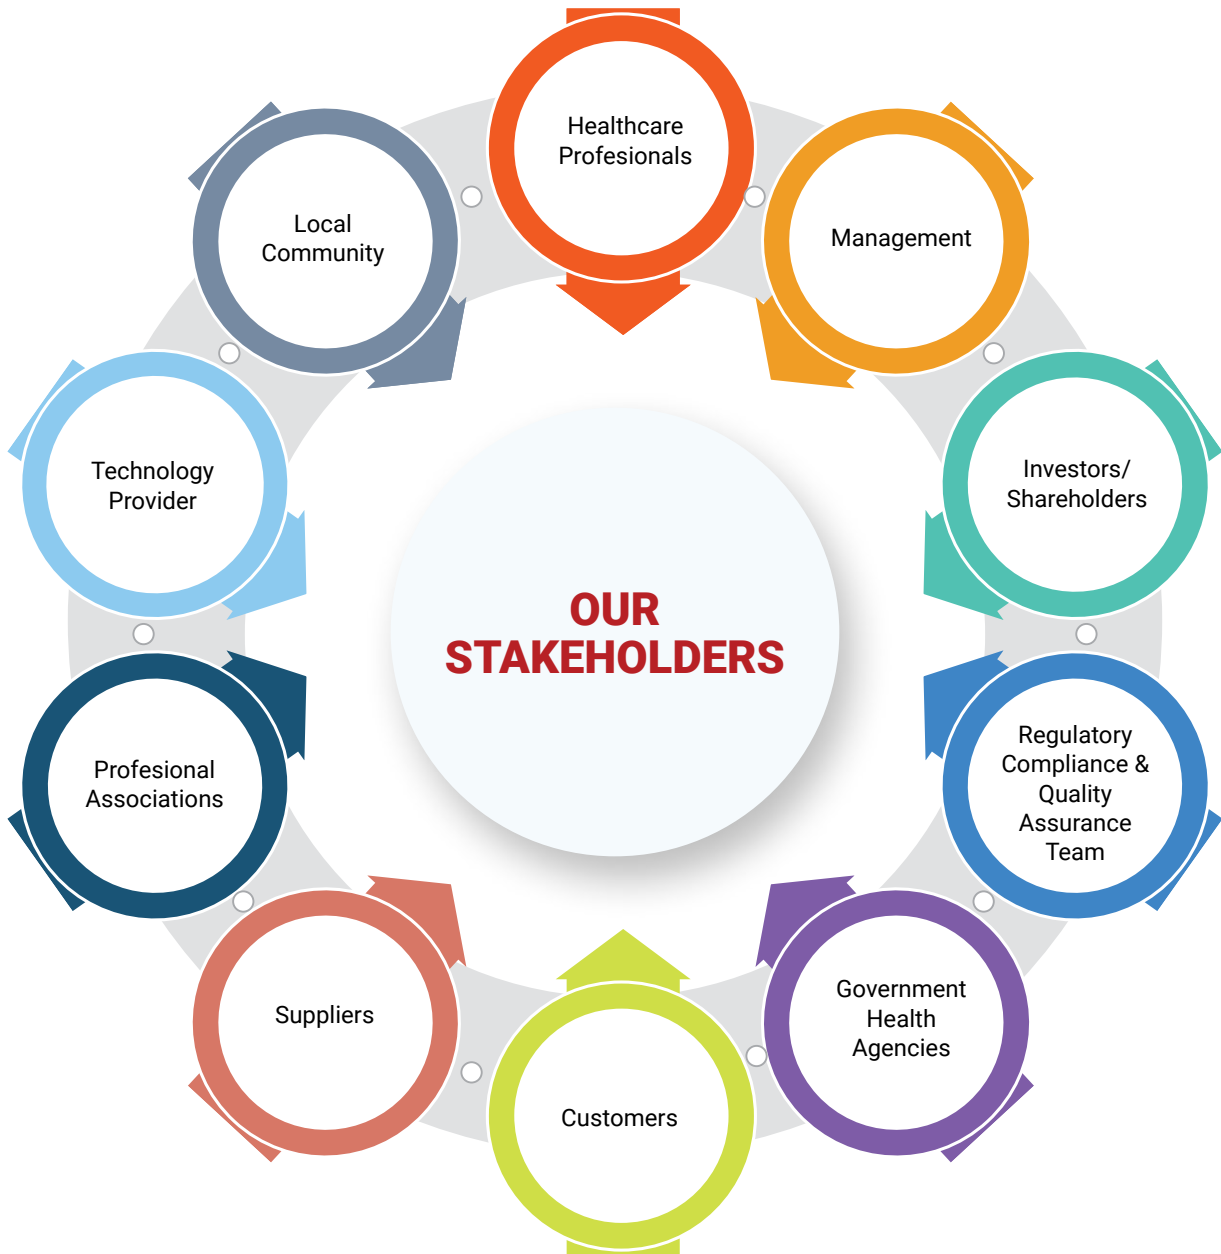 Healthcare
Profesionals
Management
Investors/
Shareholders
Regulatory
Compliance &
Quality
Assurance
Team
Government
Health
Agencies
Customers
Suppliers
Profesional
Associations
Technology
Provider
Local
Community
OUR
STAKEHOLDERS